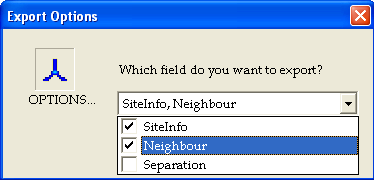 Export Options
Which field do you want to export?
OPTIONS...
SiteInfo, Neighbour
SiteInfo
Neighbour
Separation